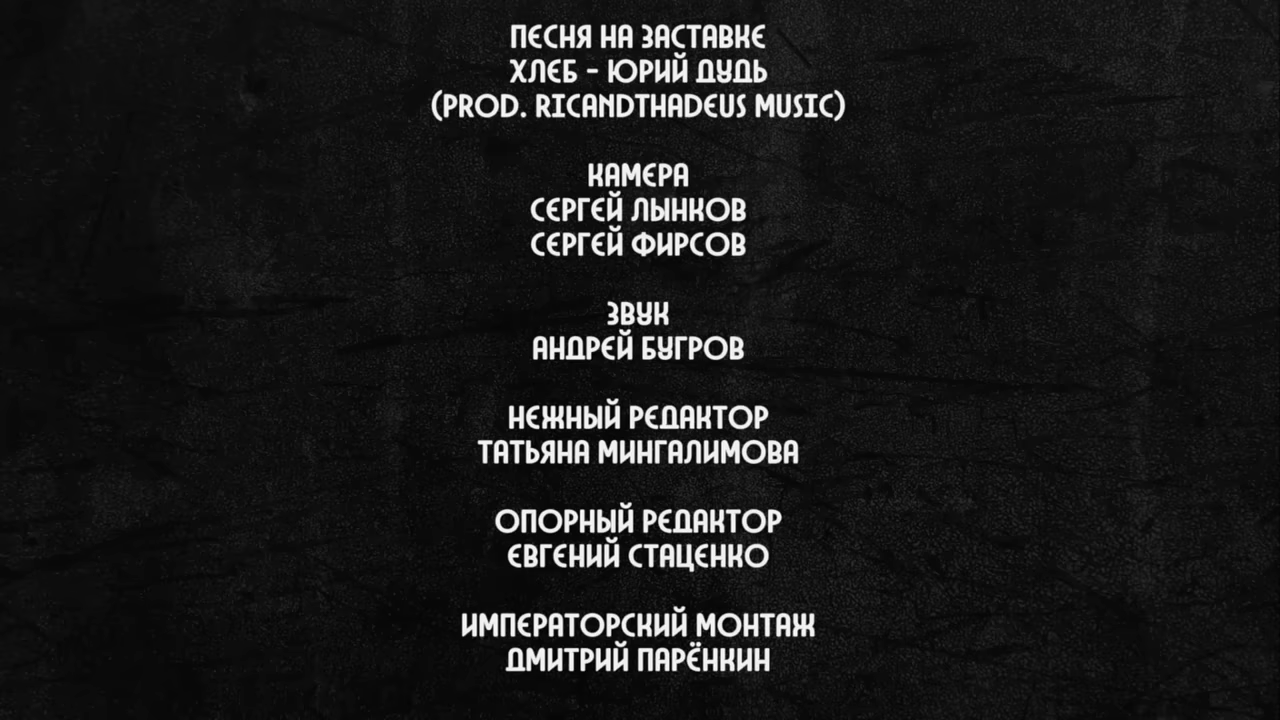 ПЕСНЯ НА ЗАСТАВКЕ
ХЛЕБ - ЮРИЙ ДУДЬ
(PROD. RICANDTHADEUS MUSIC)
КАМЕРА
СЕРГЕЙ ЛЫНКОВ
СЕРГЕЙ ФИРСОВ
ЗВУК
АНДРЕЙ БУГРОВ
НЕЖНЫЙ РЕДАКТОР
ТАТЬЯНА МИНГАЛИМОВА
ОПОРНЫЙ РЕДАКТОР
ЕВГЕНИЙ СТАЦЕНКО
ИМПЕРАТОРСКИЙ МОНТАЖ
ДМИТРИЙ ПАРЁНКИН